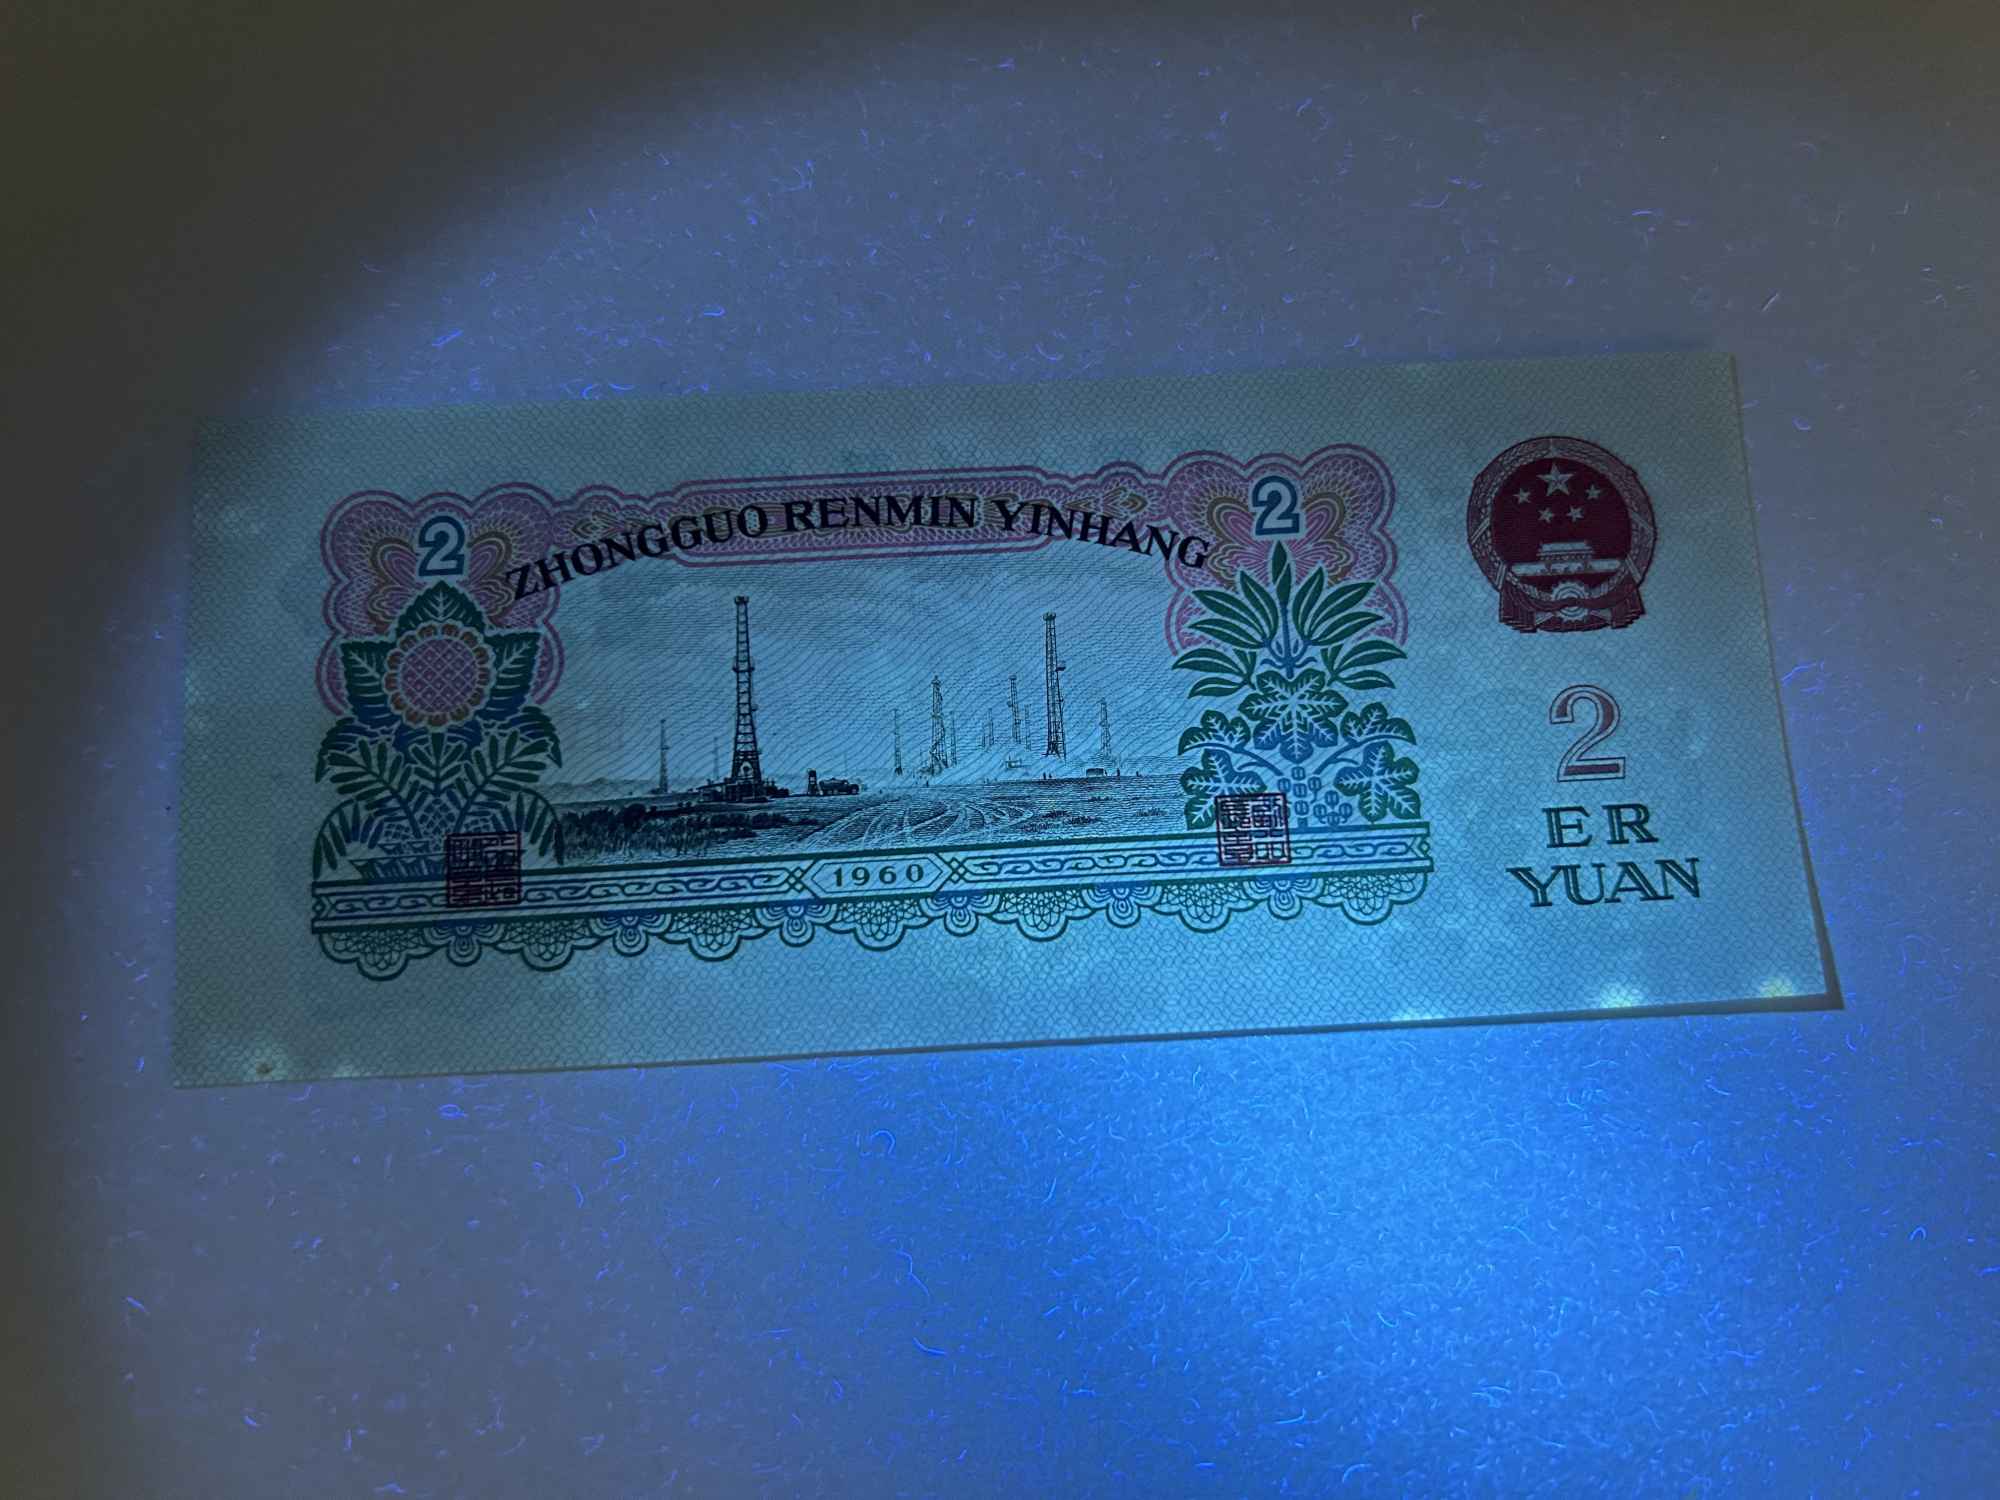 2
2
ZHONGGUO RENMIN YINHANG
2
ER
YUAN
1960